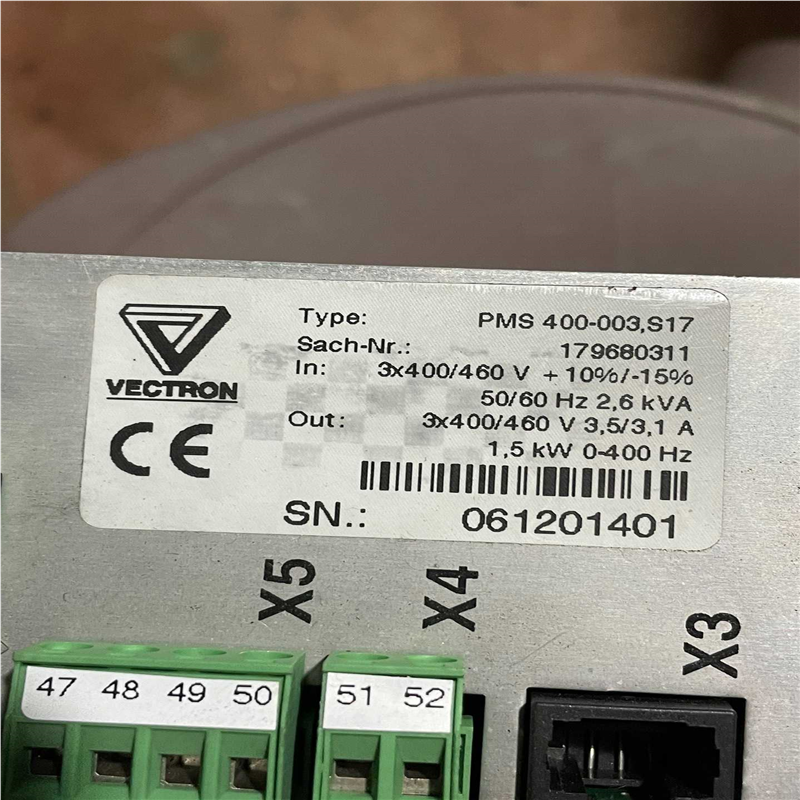 Type: PMS 400-003,S17
Sach-Nr.: 179680311
In: 3x400/460 V +10%/-15%
50/60 Hz 2,6 kVA
Out: 3x400/460 V 3,5/3,1 A
1,5 kW 0-400 Hz
VECTRON
CE
SN.: 061201401
X5 X4 X3
47 48 49 50 51 52